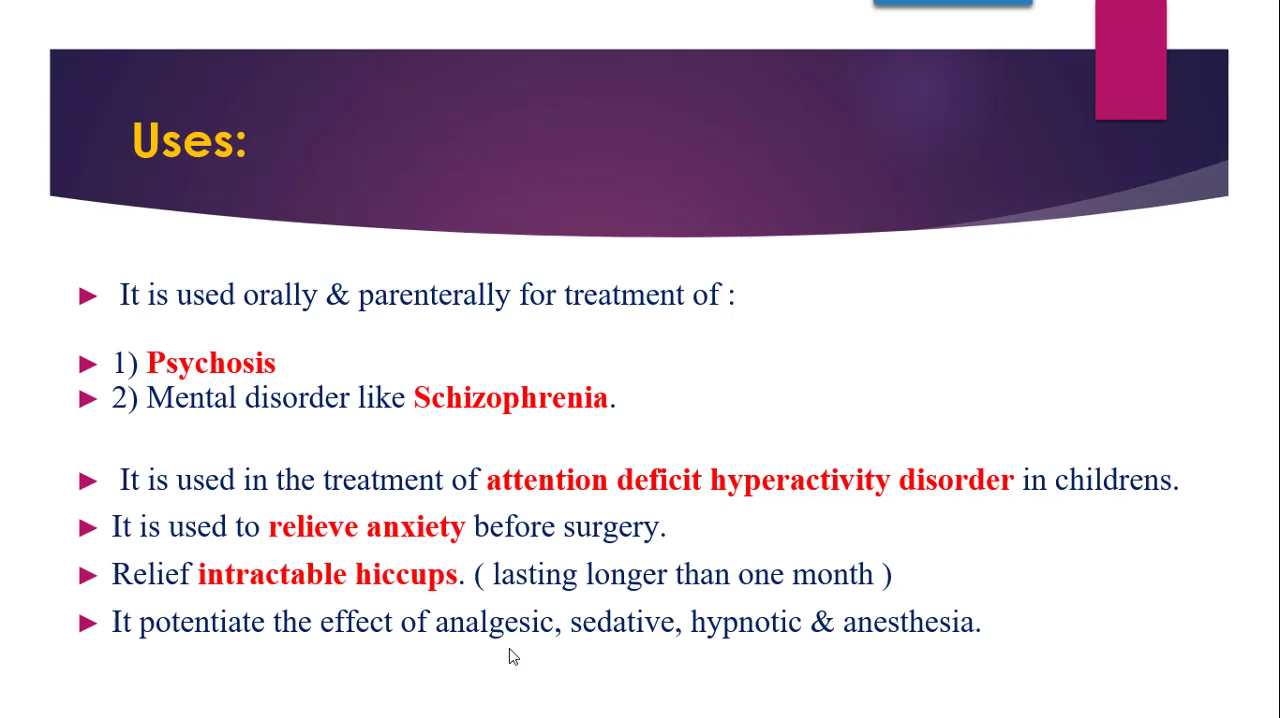 Uses:
► It is used orally & parenterally for treatment of :
► 1) Psychosis
► 2) Mental disorder like Schizophrenia.
► It is used in the treatment of attention deficit hyperactivity disorder in childrens.
► It is used to relieve anxiety before surgery.
► Relief intractable hiccups. ( lasting longer than one month )
► It potentiate the effect of analgesic, sedative, hypnotic & anesthesia.